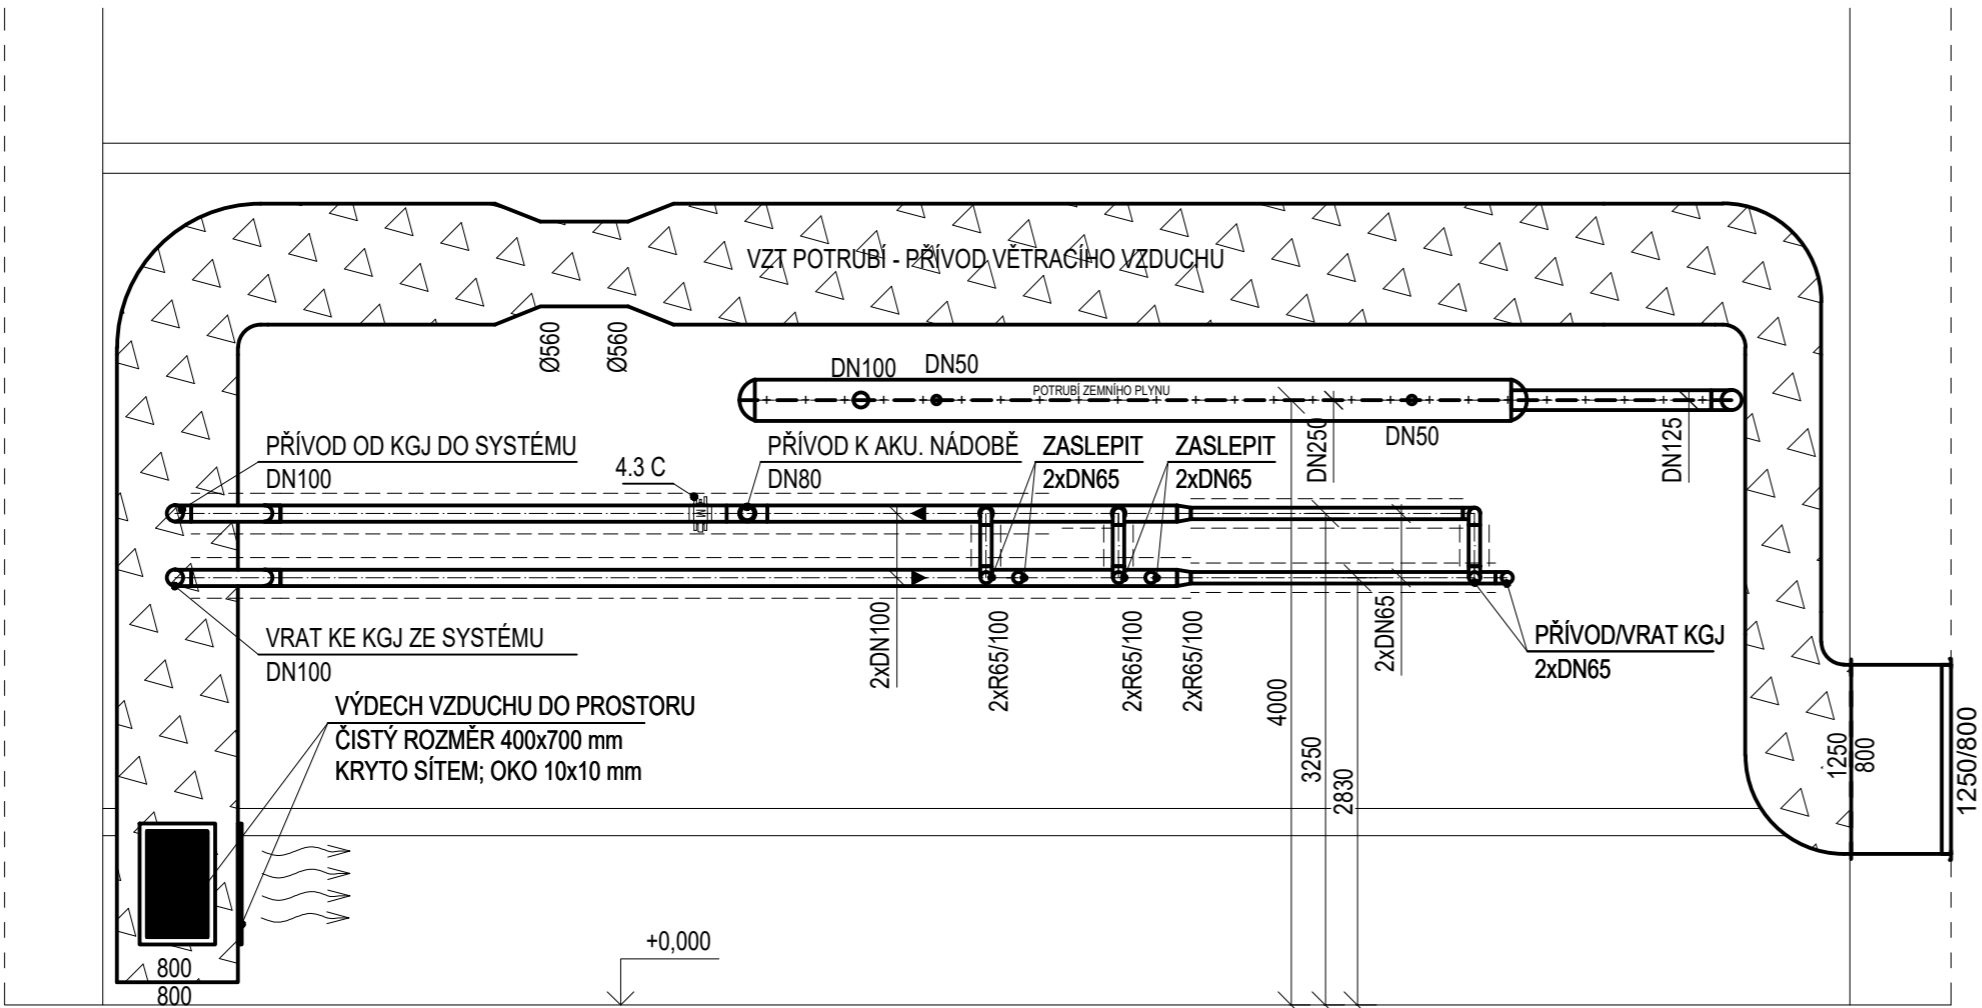 VZT POTRUBÍ - PŘÍVOD VĚTRACÍHO VZDUCHU
Ø560
Ø560
DN100
DN50
POTRUBÍ ZEMNÍHO PLYNU
DN50
DN250
DN125
PŘÍVOD OD KGJ DO SYSTÉMU
DN100
4.3 C
M
PŘÍVOD K AKU. NÁDOBĚ
DN80
ZASLEPIT
2xDN65
ZASLEPIT
2xDN65
VRAT KE KGJ ZE SYSTÉMU
DN100
2xDN100
2xR65/100
2xR65/100
2xR65/100
2xDN65
PŘÍVOD/VRAT KGJ
2xDN65
4000
3250
2830
VÝDECH VZDUCHU DO PROSTORU
ČISTÝ ROZMĚR 400x700 mm
KRYTO SÍTEM; OKO 10x10 mm
1250
800
1250/800
+0,000
800
800